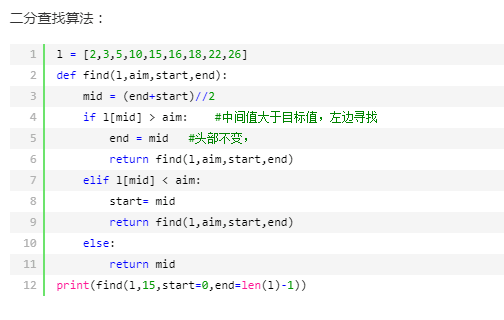 二分查找算法：
1 l = [2,3,5,10,15,16,18,22,26]
2 def find(l,aim,start,end):
3     mid = (end+start)//2
4     if l[mid] > aim:    #中间值大于目标值，左边寻找
5         end = mid   #头部不变，
6         return find(l,aim,start,end)
7     elif l[mid] < aim:
8         start= mid
9         return find(l,aim,start,end)
10     else:
11         return mid
12 print(find(l,15,start=0,end=len(l)-1))